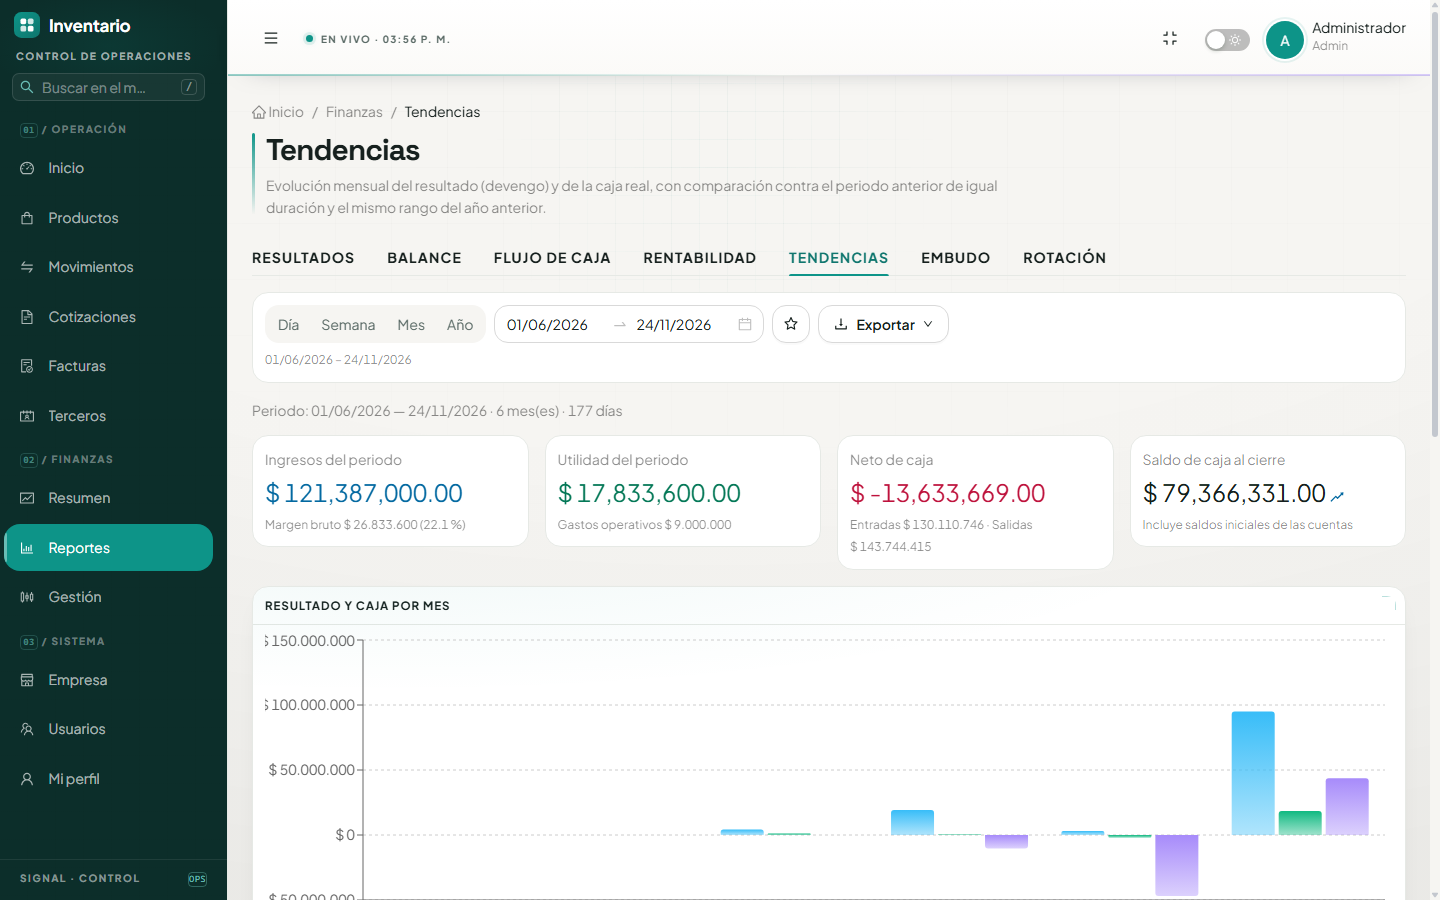 Inventario
CONTROL DE OPERACIONES
Buscar en el m... /
01 / OPERACIÓN
Inicio
Productos
Movimientos
Cotizaciones
Facturas
Terceros
02 / FINANZAS
Resumen
Reportes
Gestión
03 / SISTEMA
Empresa
Usuarios
Mi perfil
SIGNAL · CONTROL OPS
EN VIVO · 03:56 P. M.
A
Administrador
Admin
Inicio / Finanzas / Tendencias
Tendencias
Evolución mensual del resultado (devengo) y de la caja real, con comparación contra el periodo anterior de igual
duración y el mismo rango del año anterior.
RESULTADOS BALANCE FLUJO DE CAJA RENTABILIDAD TENDENCIAS EMBUDO ROTACIÓN
Día Semana Mes Año 01/06/2026 → 24/11/2026 Exportar
01/06/2026 – 24/11/2026
Periodo: 01/06/2026 — 24/11/2026 · 6 mes(es) · 177 días
Ingresos del periodo
$ 121,387,000.00
Margen bruto $ 26.833.600 (22.1 %)
Utilidad del periodo
$ 17,833,600.00
Gastos operativos $ 9.000.000
Neto de caja
$ -13,633,669.00
Entradas $ 130.110.746 · Salidas
$ 143.744.415
Saldo de caja al cierre
$ 79,366,331.00
Incluye saldos iniciales de las cuentas
RESULTADO Y CAJA POR MES
$ 150.000.000
$ 100.000.000
$ 50.000.000
$ 0